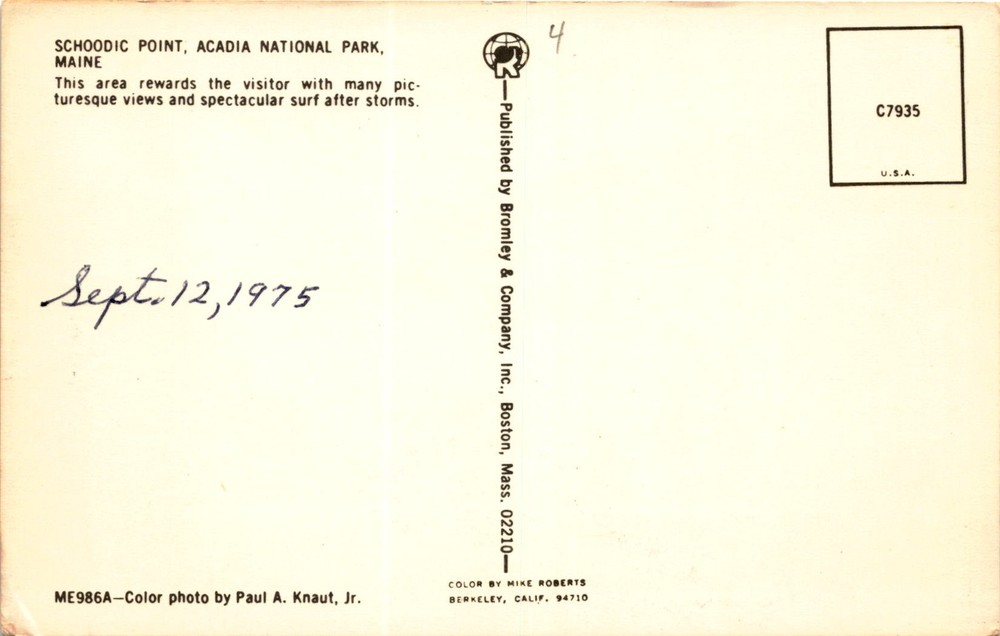 SCHOODIC POINT, ACADIA NATIONAL PARK,
MAINE
This area rewards the visitor with many pic-
turesque views and spectacular surf after storms.
Sept. 12, 1975
ME986A—Color photo by Paul A. Knaut, Jr.
4
R
—Published by Bromley & Company, Inc., Boston, Mass. 02210—
COLOR BY MIKE ROBERTS
BERKELEY, CALIF. 94710
C7935
U.S.A.